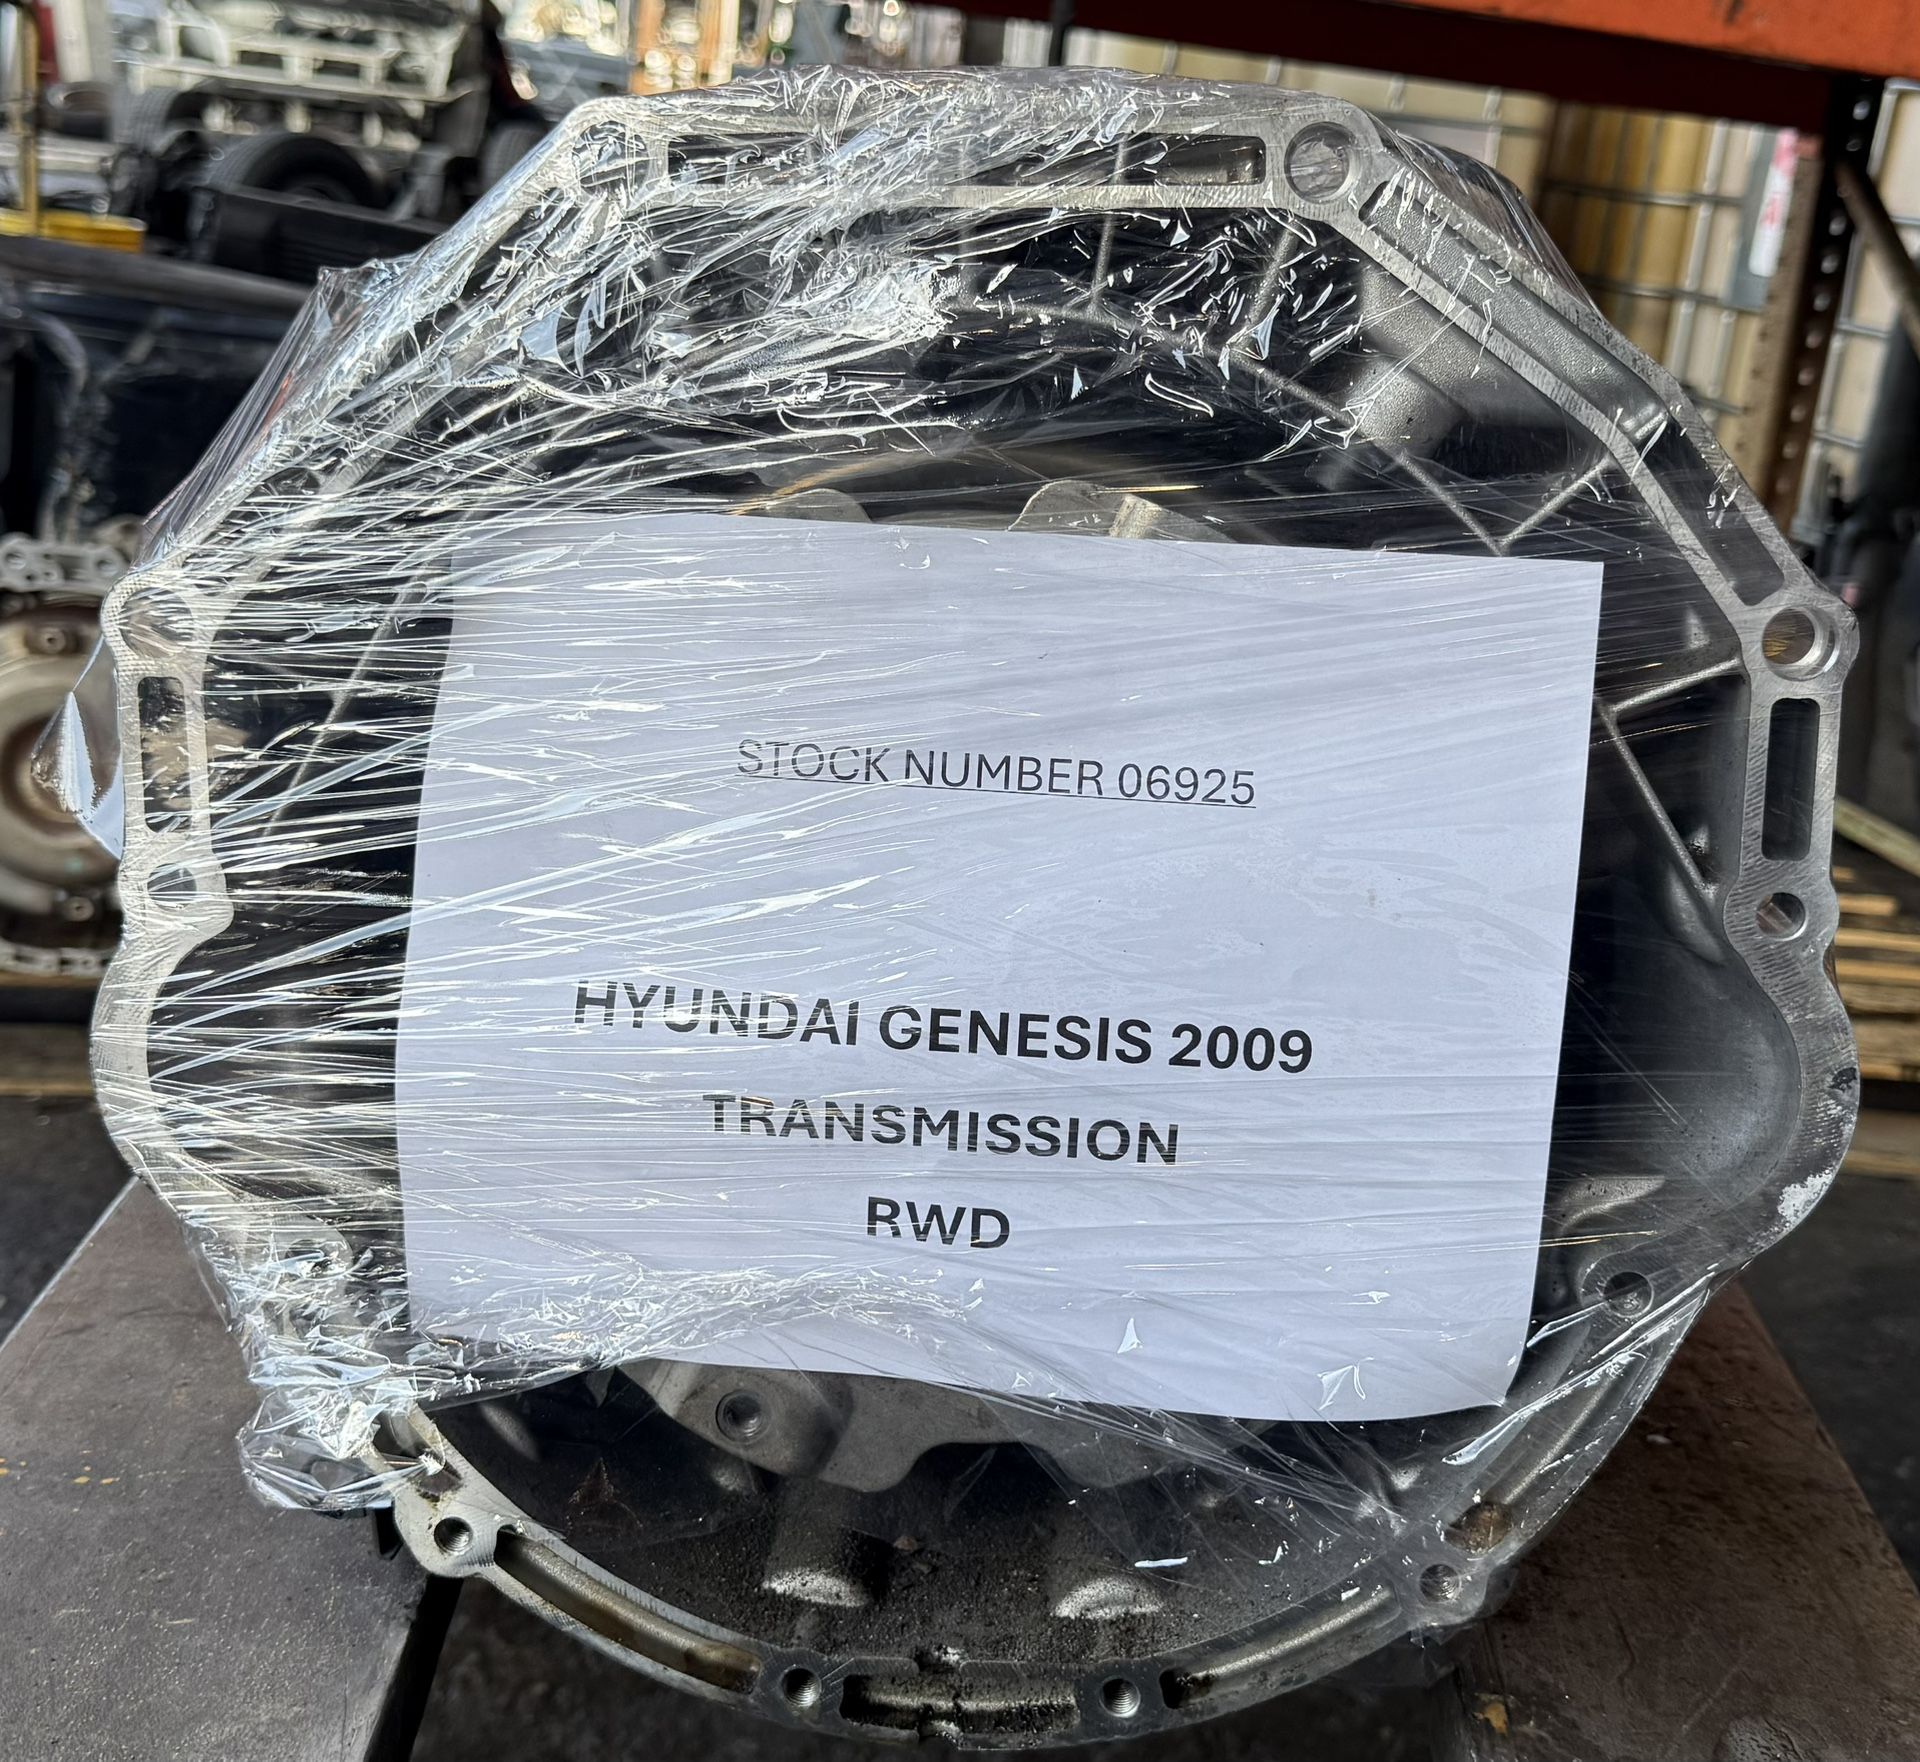 STOCK NUMBER 06925
HYUNDAI GENESIS 2009
TRANSMISSION
RWD